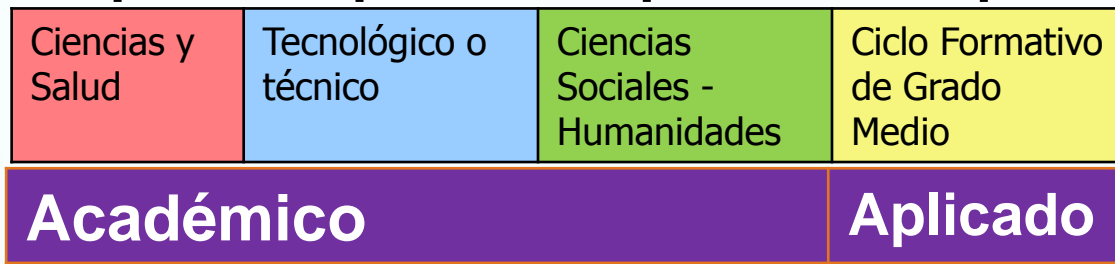 Ciencias y
Salud
Tecnológico o
técnico
Ciencias
Sociales -
Humanidades
Ciclo Formativo
de Grado
Medio
Académico
Aplicado